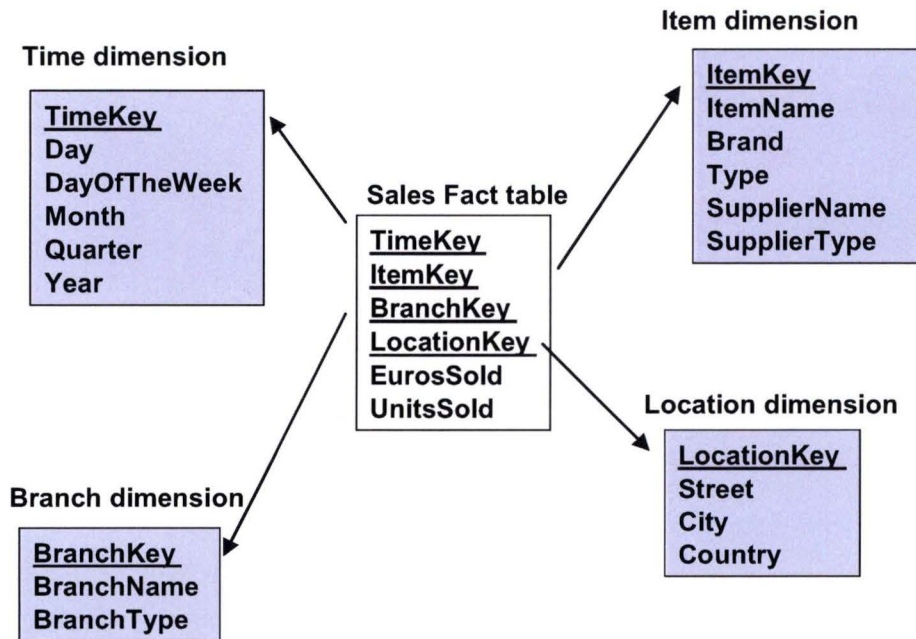 Item dimension
Time dimension
ItemKey
ItemName
Brand
Type
SupplierName
SupplierType
TimeKey
Day
DayOfTheWeek
Month
Quarter
Year
Sales Fact table
TimeKey
ItemKey
BranchKey
LocationKey
EurosSold
UnitsSold
Location dimension
LocationKey
Street
City
Country
Branch dimension
BranchKey
BranchName
BranchType